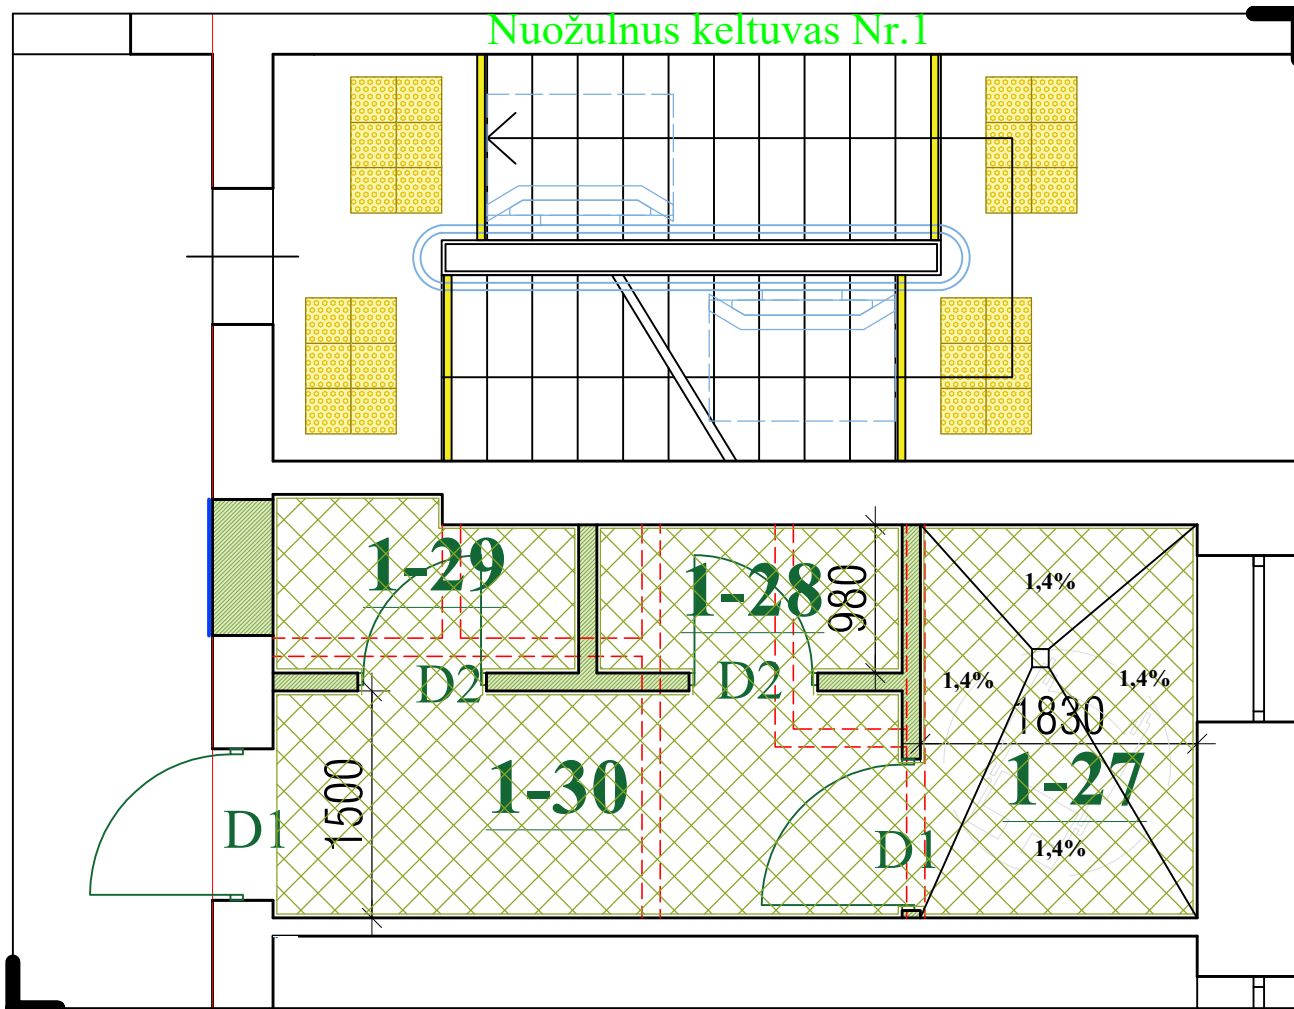 Nuožulnus keltuvas Nr.1
1-29
1-28
980
1,4%
D2
D2
1,4%
1,4%
1830
1-30
1500
1-27
D1
D1
1,4%